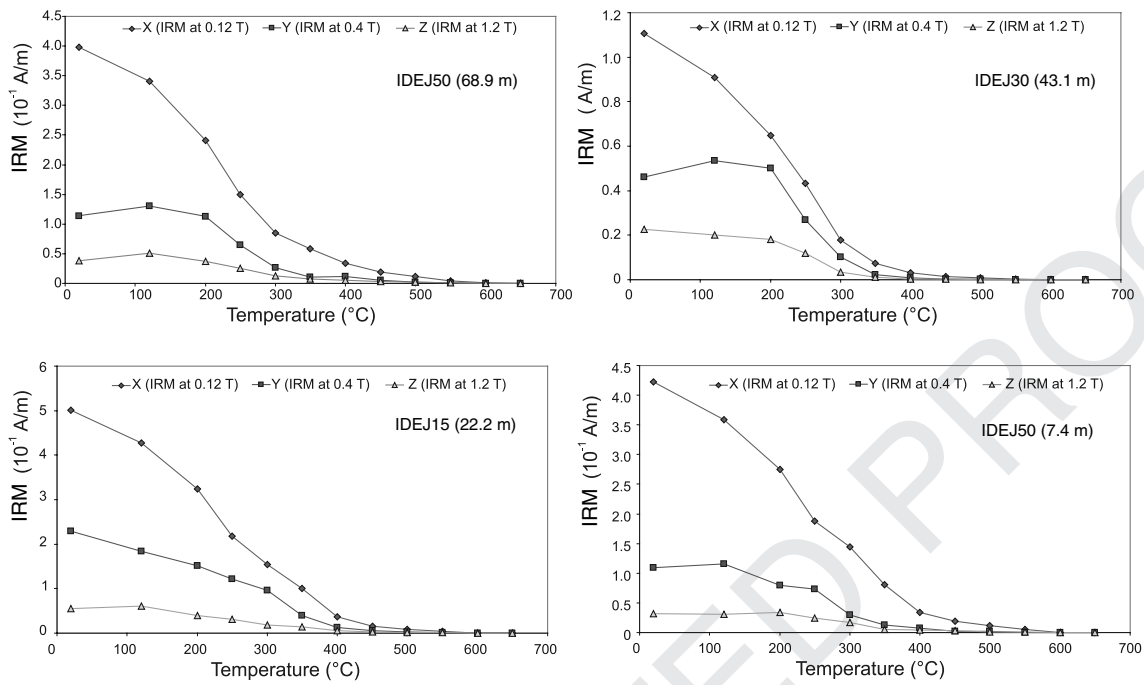 4.5
4.0
3.5
3.0
2.5
2.0
1.5
1.0
0.5
0
IRM (10-1 A/m)
X (IRM at 0.12 T) Y (IRM at 0.4 T) Z (IRM at 1.2 T)
IDEJ50 (68.9 m)
0 100 200 300 400 500 600 700
Temperature (°C)
1.2
1.0
0.8
0.6
0.4
0.2
0
IRM ( A/m)
X (IRM at 0.12 T) Y (IRM at 0.4 T) Z (IRM at 1.2 T)
IDEJ30 (43.1 m)
0 100 200 300 400 500 600 700
Temperature (°C)
6
5
4
3
2
1
0
IRM (10-1 A/m)
X (IRM at 0.12 T) Y (IRM at 0.4 T) Z (IRM at 1.2 T)
IDEJ15 (22.2 m)
0 100 200 300 400 500 600 700
Temperature (°C)
4.5
4.0
3.5
3.0
2.5
2.0
1.5
1.0
0.5
0
IRM (10-1 A/m)
X (IRM at 0.12 T) Y (IRM at 0.4 T) Z (IRM at 1.2 T)
IDEJ50 (7.4 m)
0 100 200 300 400 500 600 700
Temperature (°C)